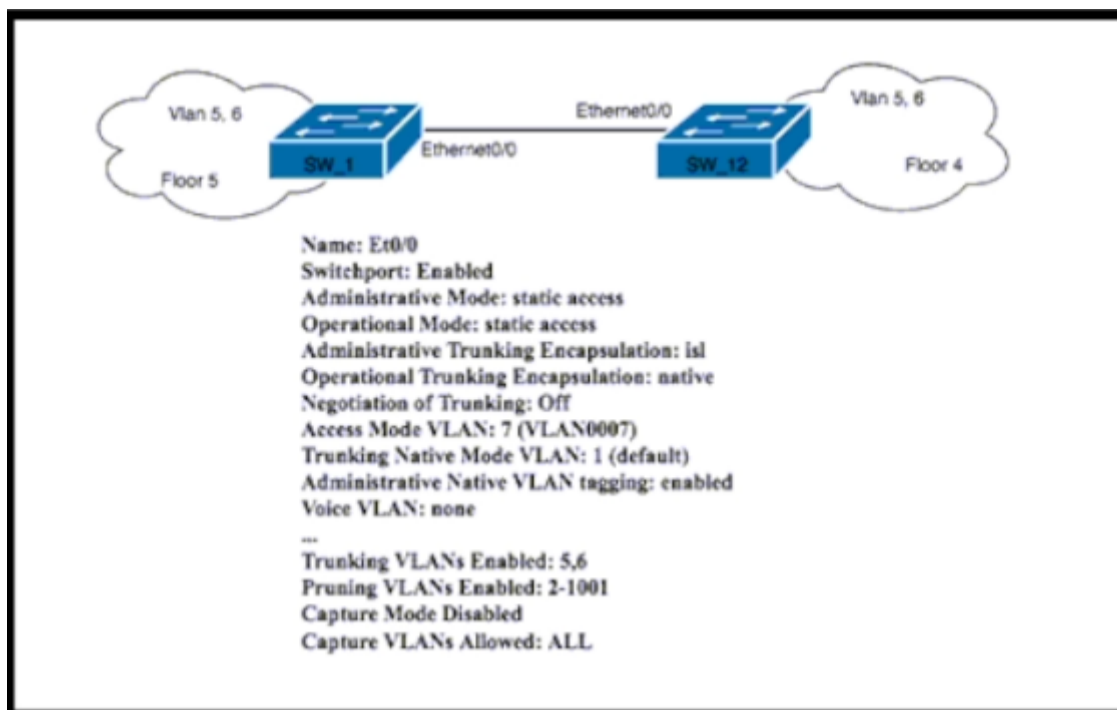 Vlan 5, 6
Floor 5
SW_1
Ethernet0/0
Ethernet0/0
SW_12
Vlan 5, 6
Floor 4
Name: Et0/0
Switchport: Enabled
Administrative Mode: static access
Operational Mode: static access
Administrative Trunking Encapsulation: isl
Operational Trunking Encapsulation: native
Negotiation of Trunking: Off
Access Mode VLAN: 7 (VLAN0007)
Trunking Native Mode VLAN: 1 (default)
Administrative Native VLAN tagging: enabled
Voice VLAN: none
...
Trunking VLANs Enabled: 5,6
Pruning VLANs Enabled: 2-1001
Capture Mode Disabled
Capture VLANs Allowed: ALL